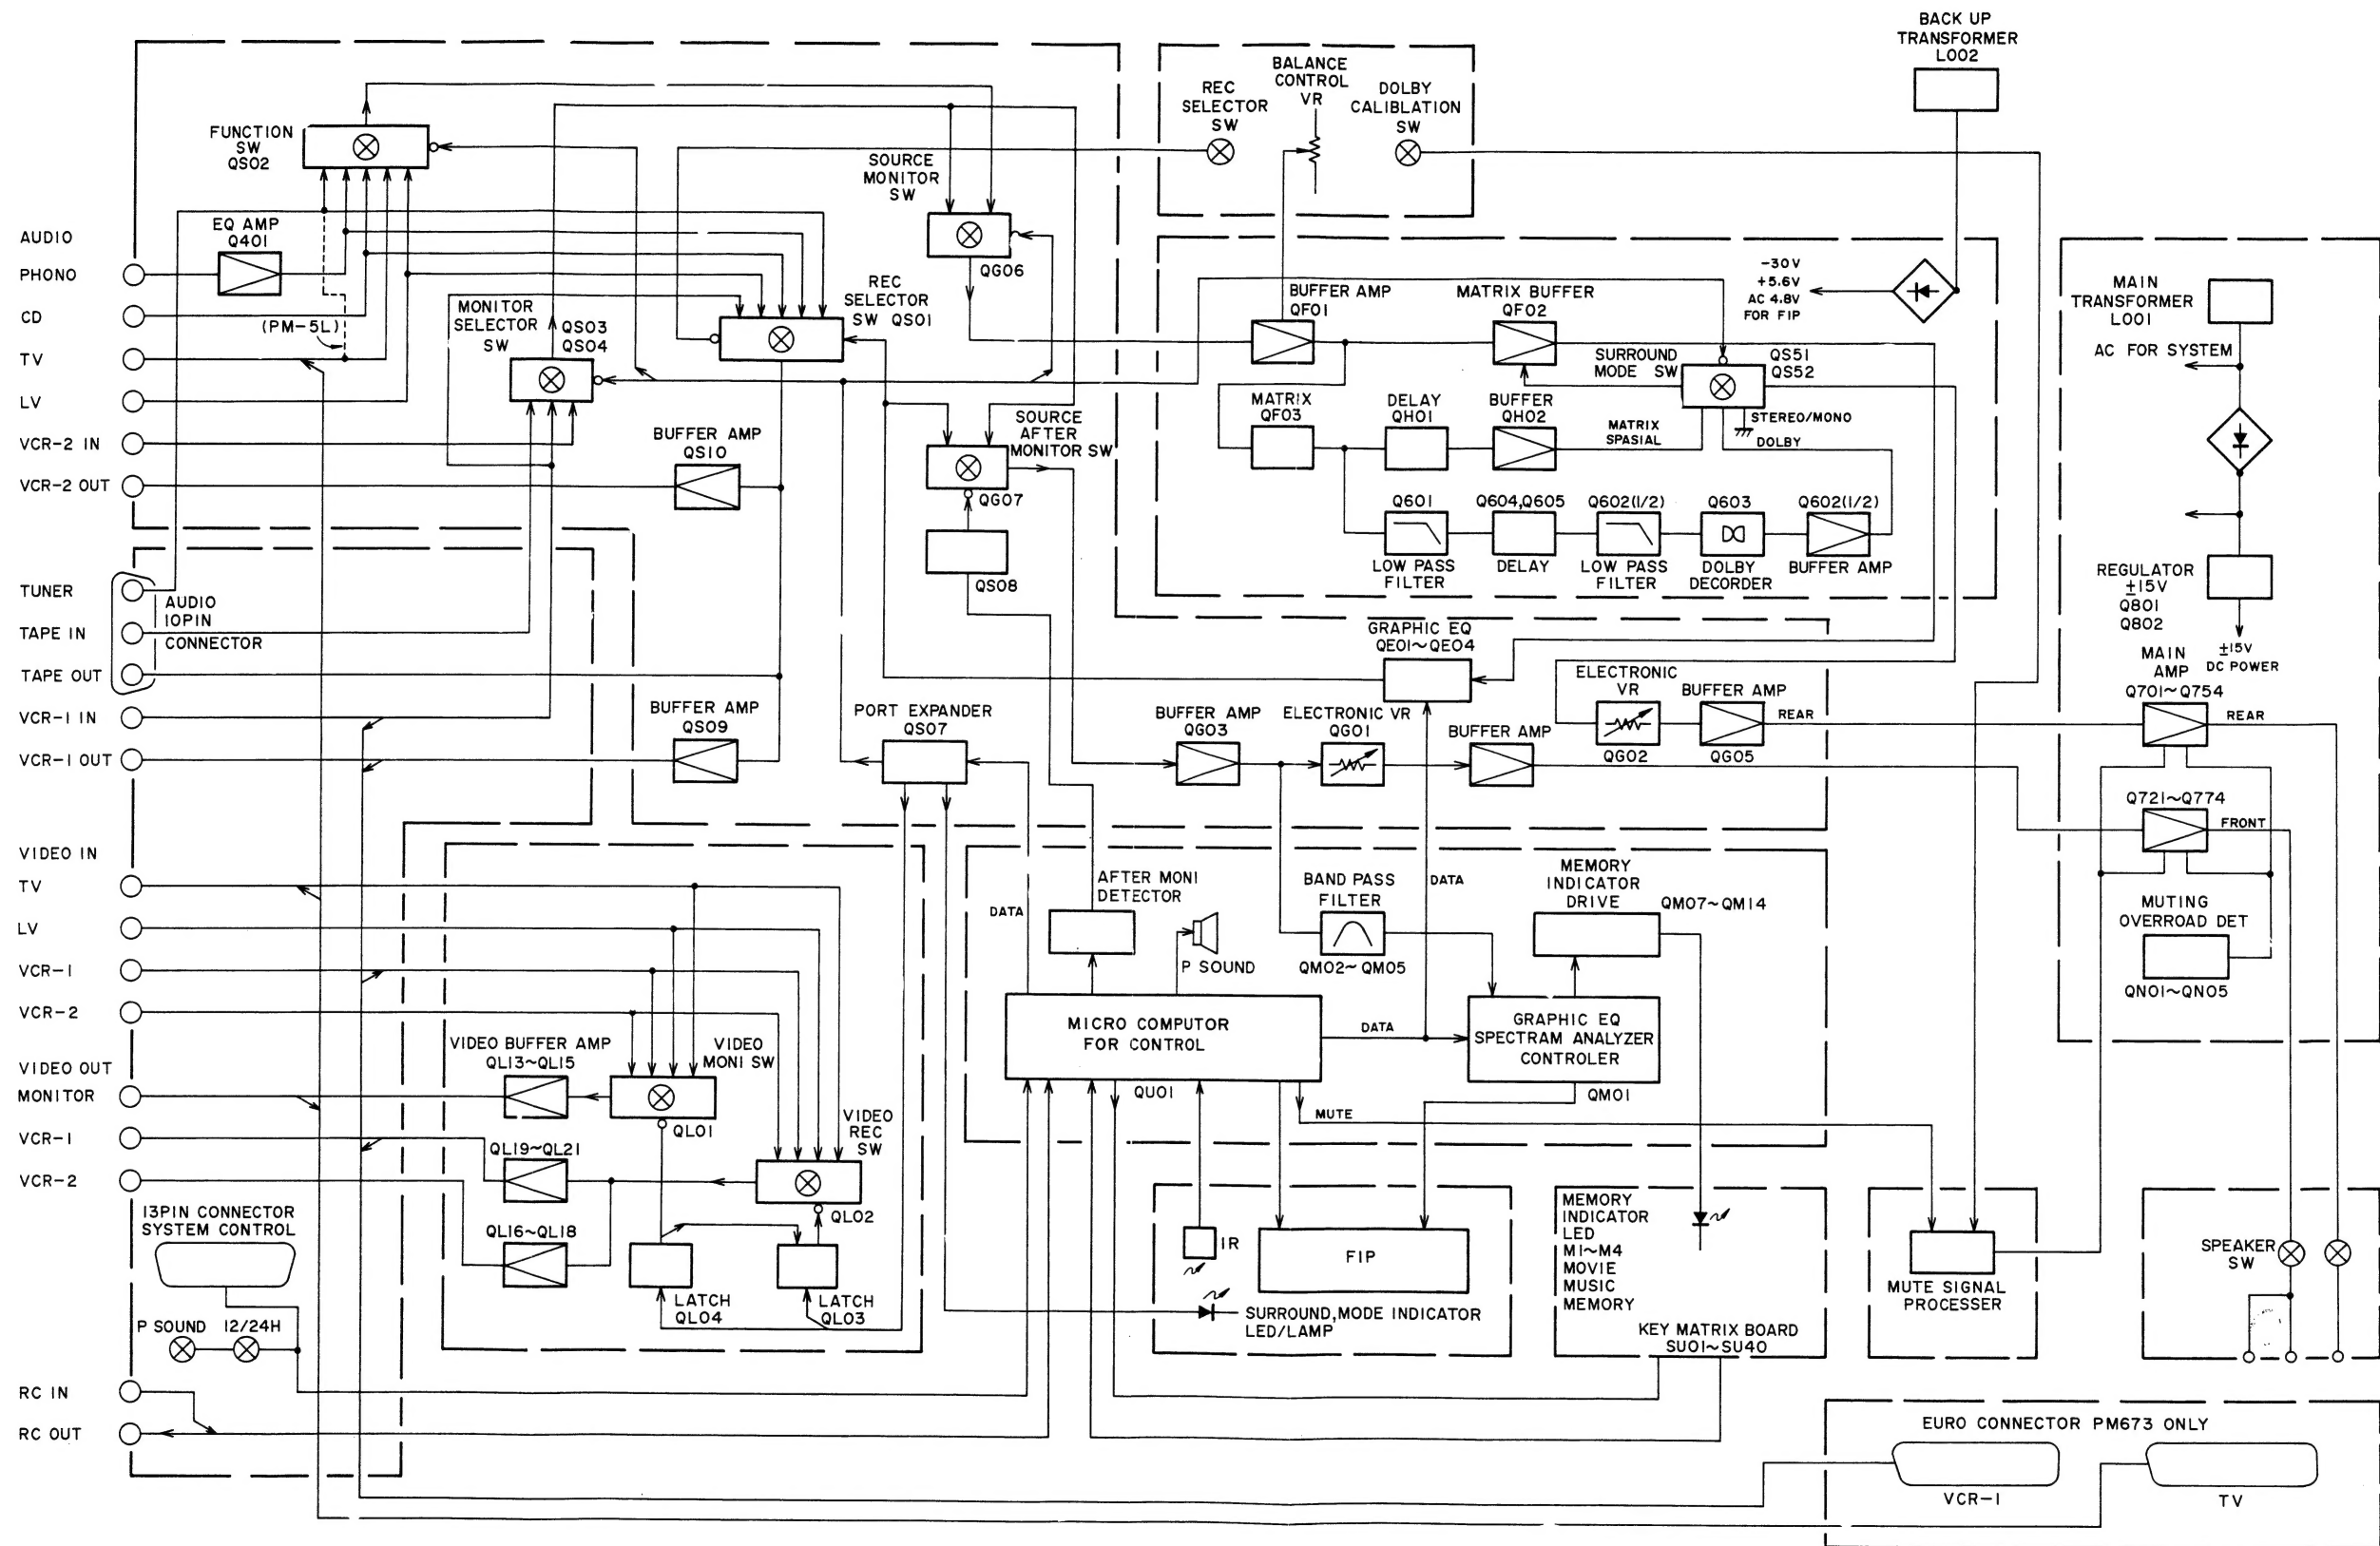 BACK UP
TRANSFORMER
L002
REC
SELECTOR
SW
BALANCE
CONTROL
VR
DOLBY
CALIBLATION
SW
FUNCTION
SW
QS02
SOURCE
MONITOR
SW
QG06
AUDIO
EQ AMP
Q401
PHONO
CD
(PM-5L)
TV
LV
VCR-2 IN
VCR-2 OUT
MONITOR
SELECTOR
SW
QS03
QS04
REC
SELECTOR
SW QS01
BUFFER AMP
QS10
SOURCE
AFTER
MONITOR SW
QG07
QS08
BUFFER AMP
QF01
MATRIX BUFFER
QF02
-30V
+5.6V
AC 4.8V
FOR FIP
SURROUND
MODE SW
QS51
QS52
MATRIX
QF03
DELAY
QH01
BUFFER
QH02
MATRIX
SPASIAL
STEREO/MONO
DOLBY
Q601
Q604,Q605
Q602(1/2)
Q603
Q602(1/2)
LOW PASS
FILTER
DELAY
LOW PASS
FILTER
DOLBY
DECORDER
BUFFER AMP
MAIN
TRANSFORMER
L001
AC FOR SYSTEM
REGULATOR
±15V
Q801
Q802
±15V
DC POWER
TUNER
TAPE IN
TAPE OUT
AUDIO
10PIN
CONNECTOR
VCR-1 IN
VCR-1 OUT
BUFFER AMP
QS09
PORT EXPANDER
QS07
GRAPHIC EQ
QE01~QE04
BUFFER AMP
QG03
ELECTRONIC VR
QG01
BUFFER AMP
ELECTRONIC
VR
QG02
BUFFER AMP
QG05
REAR
MAIN
AMP
Q701~Q754
REAR
Q721~Q774
FRONT
MUTING
OVERROAD DET
QN01~QN05
VIDEO IN
TV
LV
VCR-1
VCR-2
VIDEO OUT
MONITOR
VCR-1
VCR-2
VIDEO BUFFER AMP
QL13~QL15
VIDEO
MONI SW
QL01
QL19~QL21
VIDEO
REC
SW
QL02
QL16~QL18
LATCH
QL04
LATCH
QL03
DATA
AFTER MONI
DETECTOR
P SOUND
BAND PASS
FILTER
QM02~QM05
DATA
MEMORY
INDICATOR
DRIVE
QM07~QM14
MICRO COMPUTOR
FOR CONTROL
QU01
DATA
GRAPHIC EQ
SPECTRAM ANALYZER
CONTROLER
QM01
MUTE
13PIN CONNECTOR
SYSTEM CONTROL
P SOUND
12/24H
RC IN
RC OUT
IR
FIP
SURROUND,MODE INDICATOR
LED/LAMP
MEMORY
INDICATOR
LED
M1~M4
MOVIE
MUSIC
MEMORY
KEY MATRIX BOARD
SU01~SU40
MUTE SIGNAL
PROCESSER
SPEAKER
SW
EURO CONNECTOR PM673 ONLY
VCR-1
TV